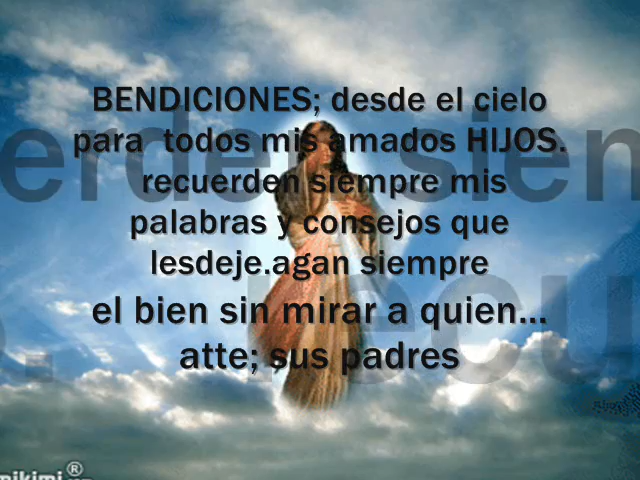 BENDICIONES; desde el cielo
para todos mis amados HIJOS.
recuerden siempre mis
palabras y consejos que
lesdeje.agan siempre
el bien sin mirar a quien...
atte; sus padres